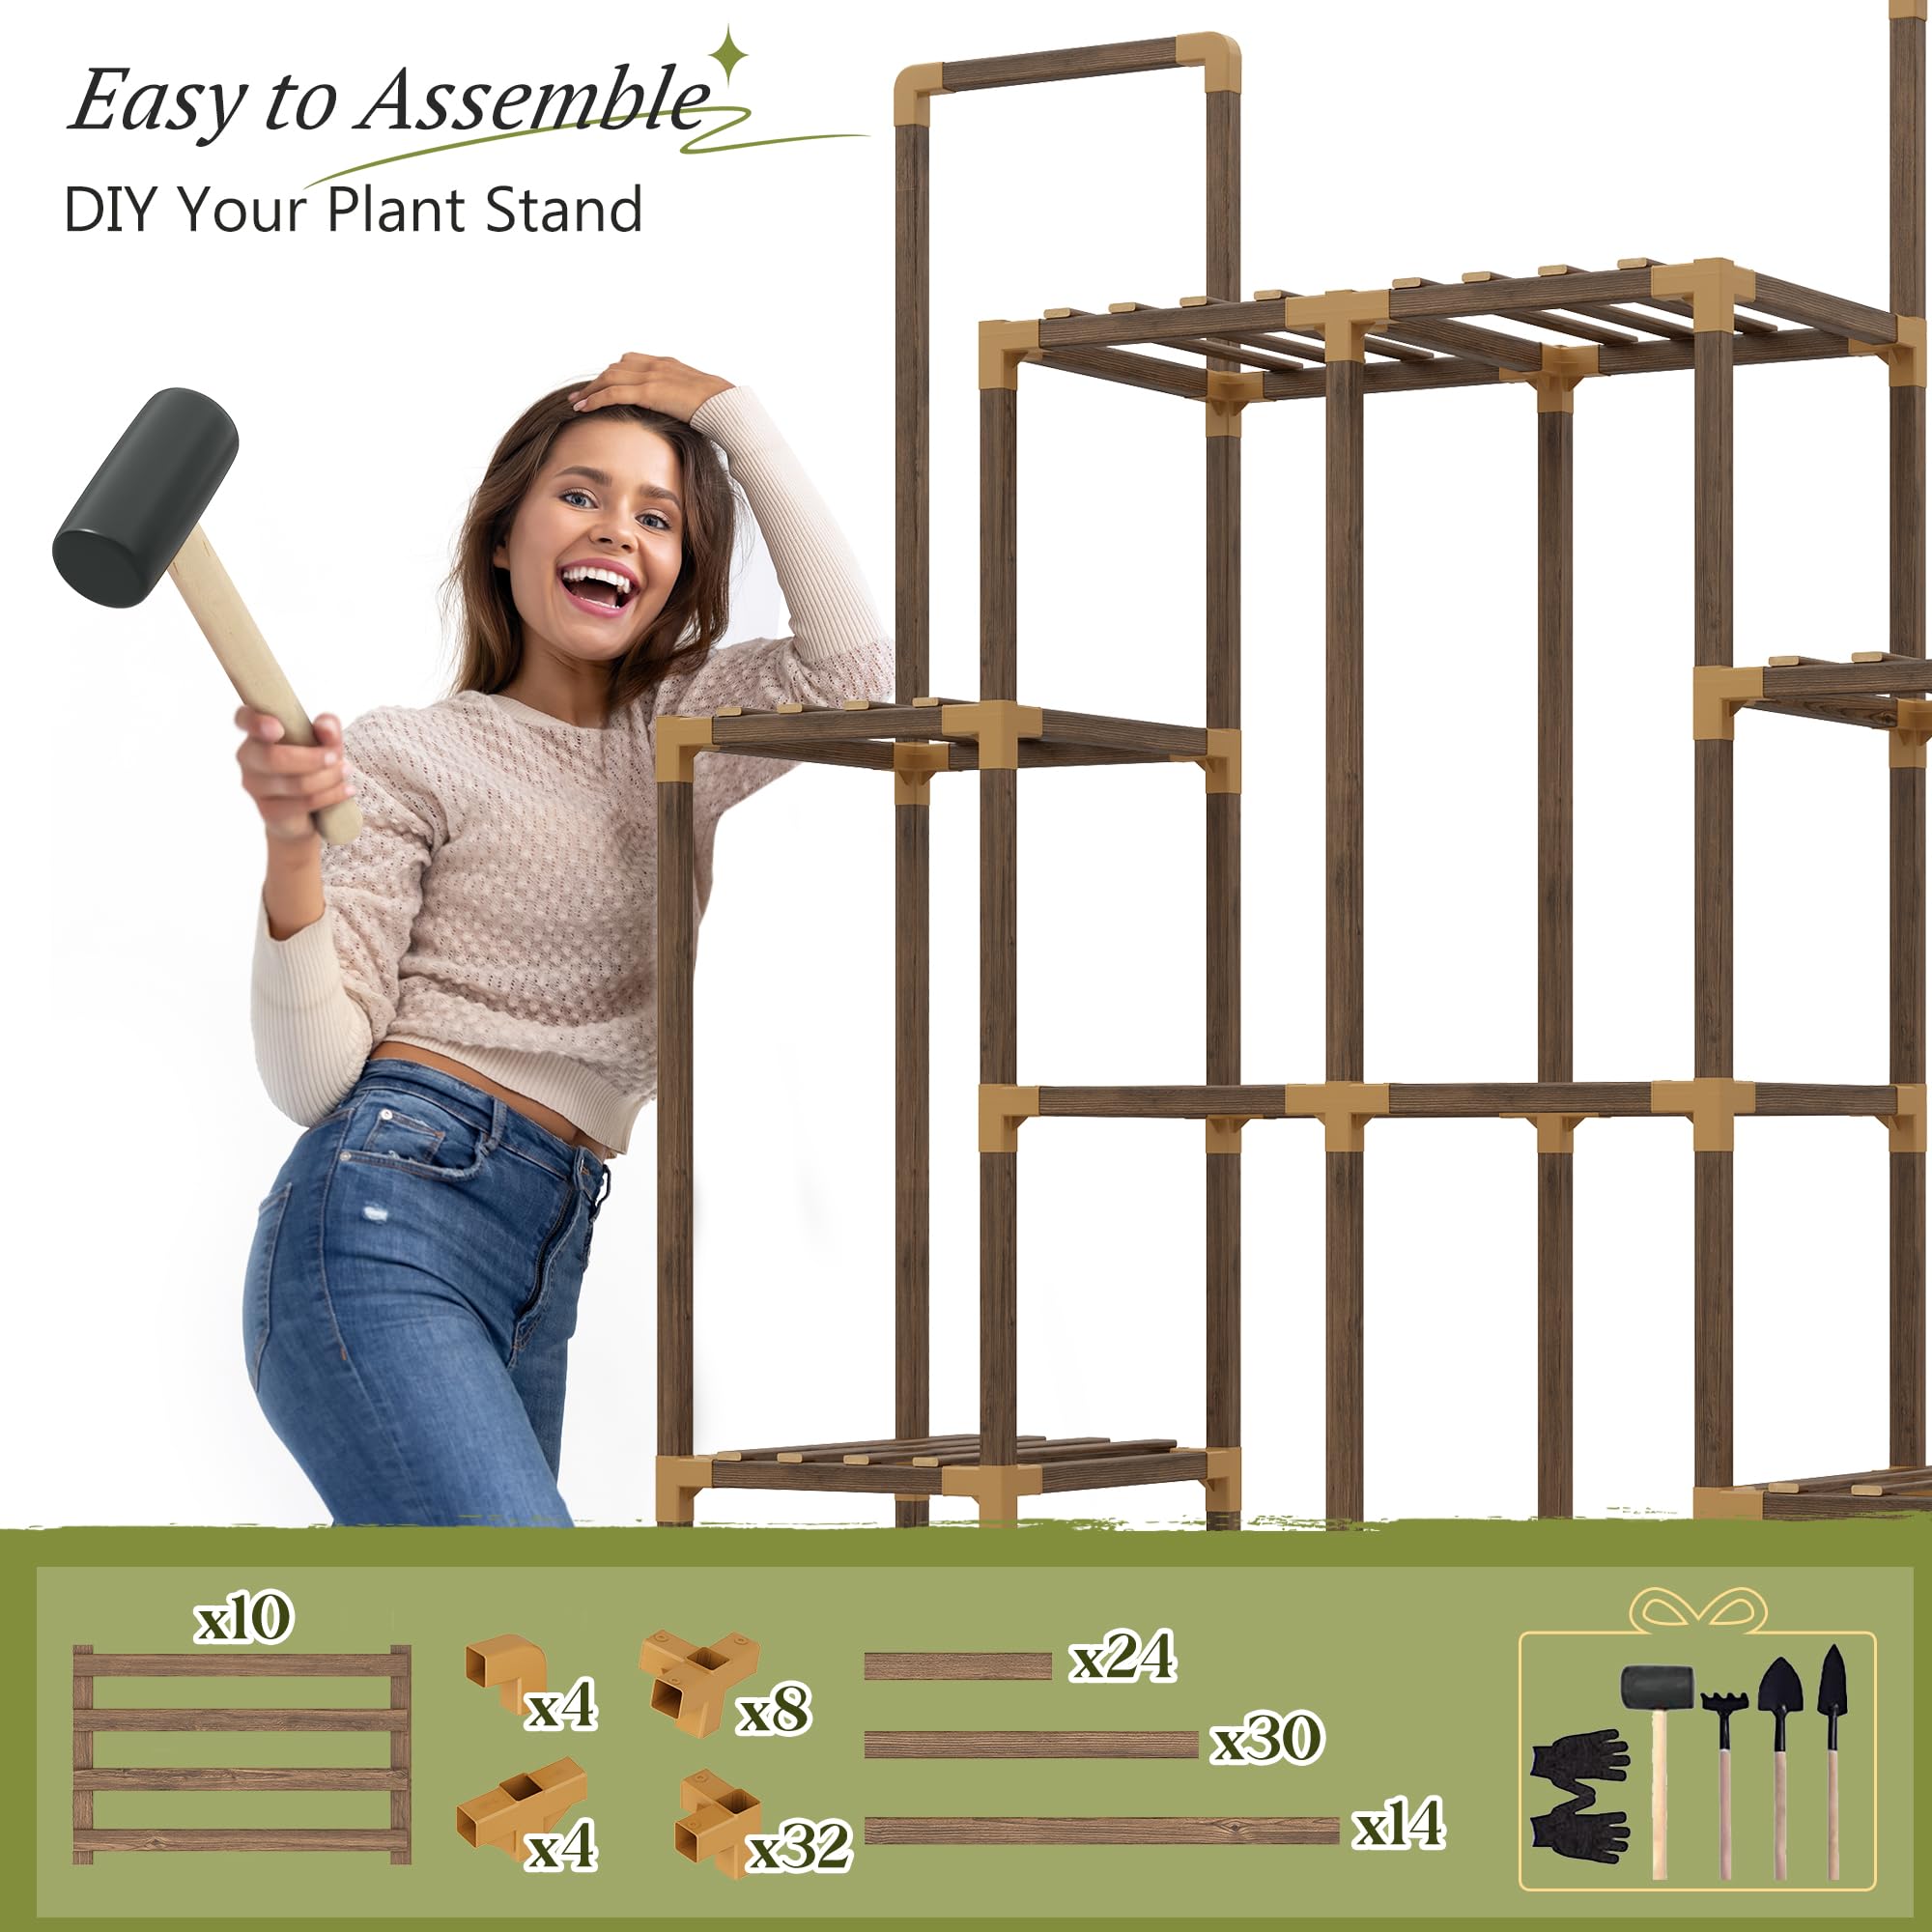 Easy to Assemble
DIY Your Plant Stand
x10
x4
x8
x24
x30
x4
x32
x14